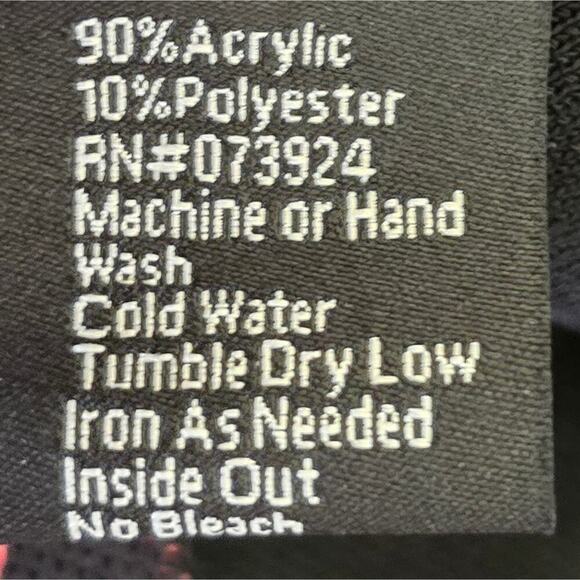 90%Acrylic
10%Polyester
RN#073924
Machine or Hand
Wash
Cold Water
Tumble Dry Low
Iron As Needed
Inside Out
No Bleach